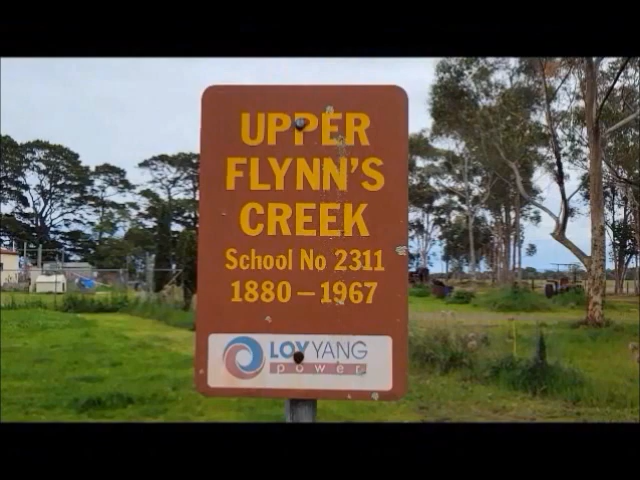 UPPER
FLYNN'S
CREEK
School No 2311
1880 – 1967
LOY YANG
power